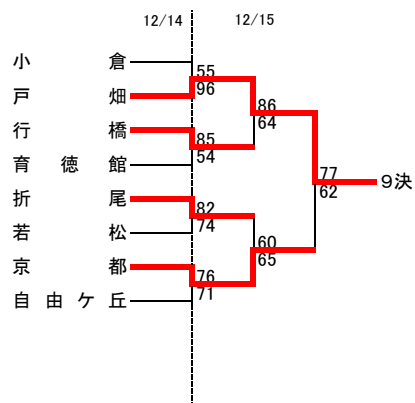 12/14 12/15
小倉
55
戸畑 96
86
行橋 85 64
育徳館 54
77
9決
62
折尾 82
若松 74
60
京都 76 65
自由ケ丘 71